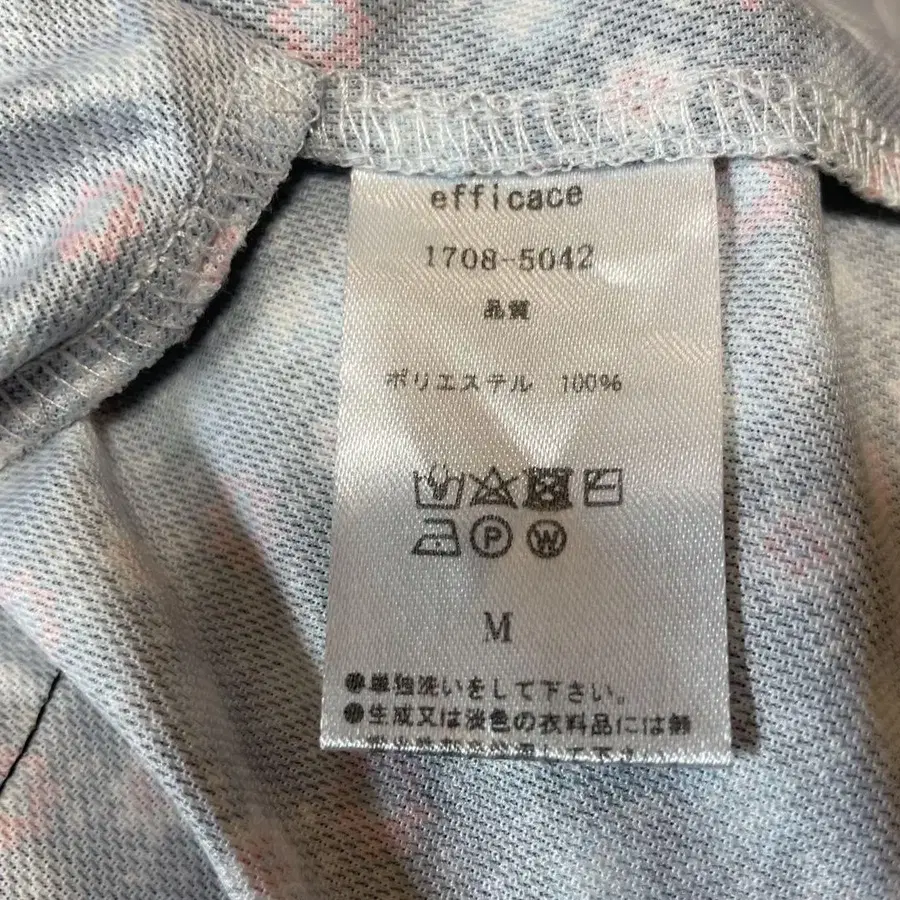 efficace
1708-5042
品質
ポリエステル 100%
P W
M
●単独洗いをして下さい。
●生成又は淡色の衣料品には無